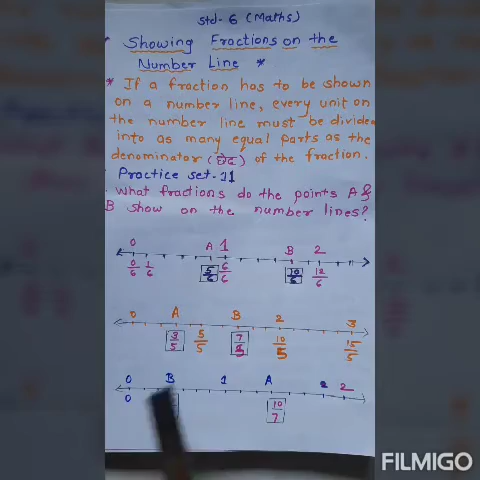 Std- 6 (Maths)
* Showing Fractions on the
Number Line *
* If a fraction has to be shown
on a number line, every unit on
the number line must be divided
into as many equal parts as the
denominator (छेद) of the fraction.
Practice set-11
What fractions do the points A &
B show on the number lines?
0 A 1 B 2
0/6 1/6 5/6 6/6 10/6 12/6
0 A B 2 3
3/5 5/5 7/5 10/5 15/5
0 B 1 A 2
0 10/7
FILMIGO